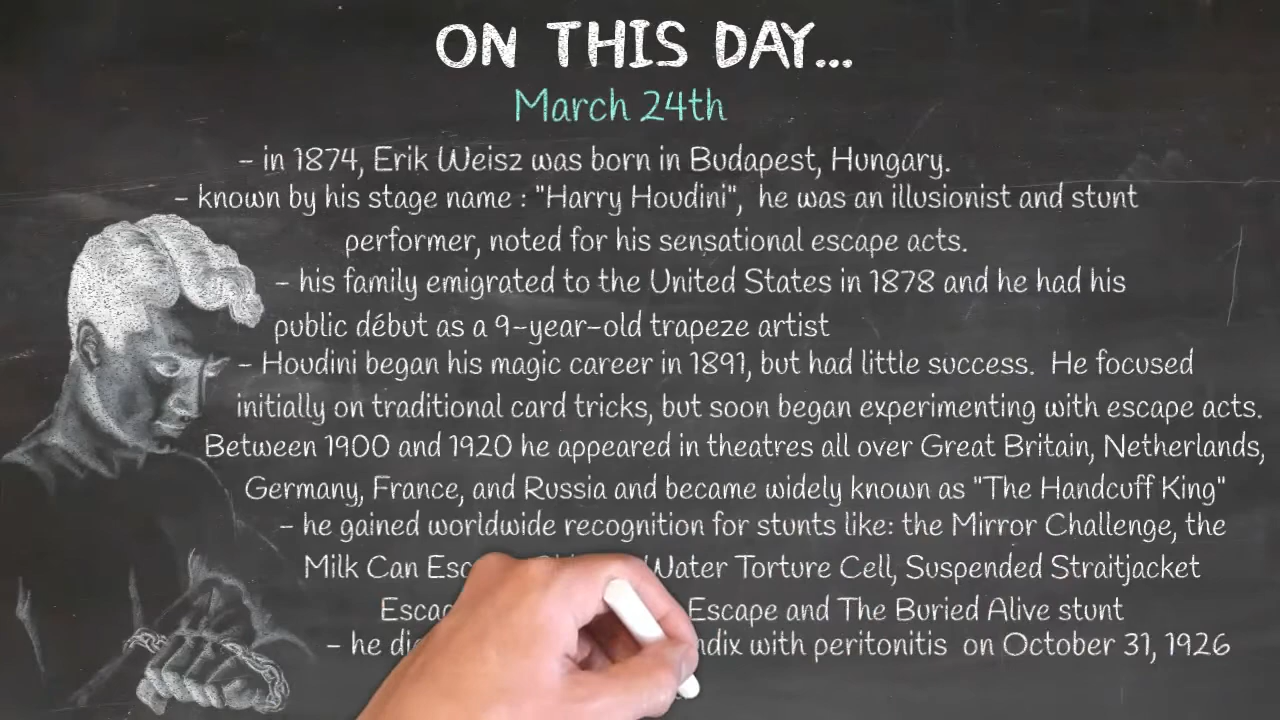 ON THIS DAY...
March 24th
- in 1874, Erik Weisz was born in Budapest, Hungary.
- known by his stage name : "Harry Houdini", he was an illusionist and stunt
performer, noted for his sensational escape acts.
- his family emigrated to the United States in 1878 and he had his
public début as a 9-year-old trapeze artist
- Houdini began his magic career in 1891, but had little success. He focused
initially on traditional card tricks, but soon began experimenting with escape acts.
Between 1900 and 1920 he appeared in theatres all over Great Britain, Netherlands,
Germany, France, and Russia and became widely known as "The Handcuff King"
- he gained worldwide recognition for stunts like: the Mirror Challenge, the
Milk Can Water Torture Cell, Suspended Straitjacket
Escape and The Buried Alive stunt
- he with peritonitis on October 31, 1926